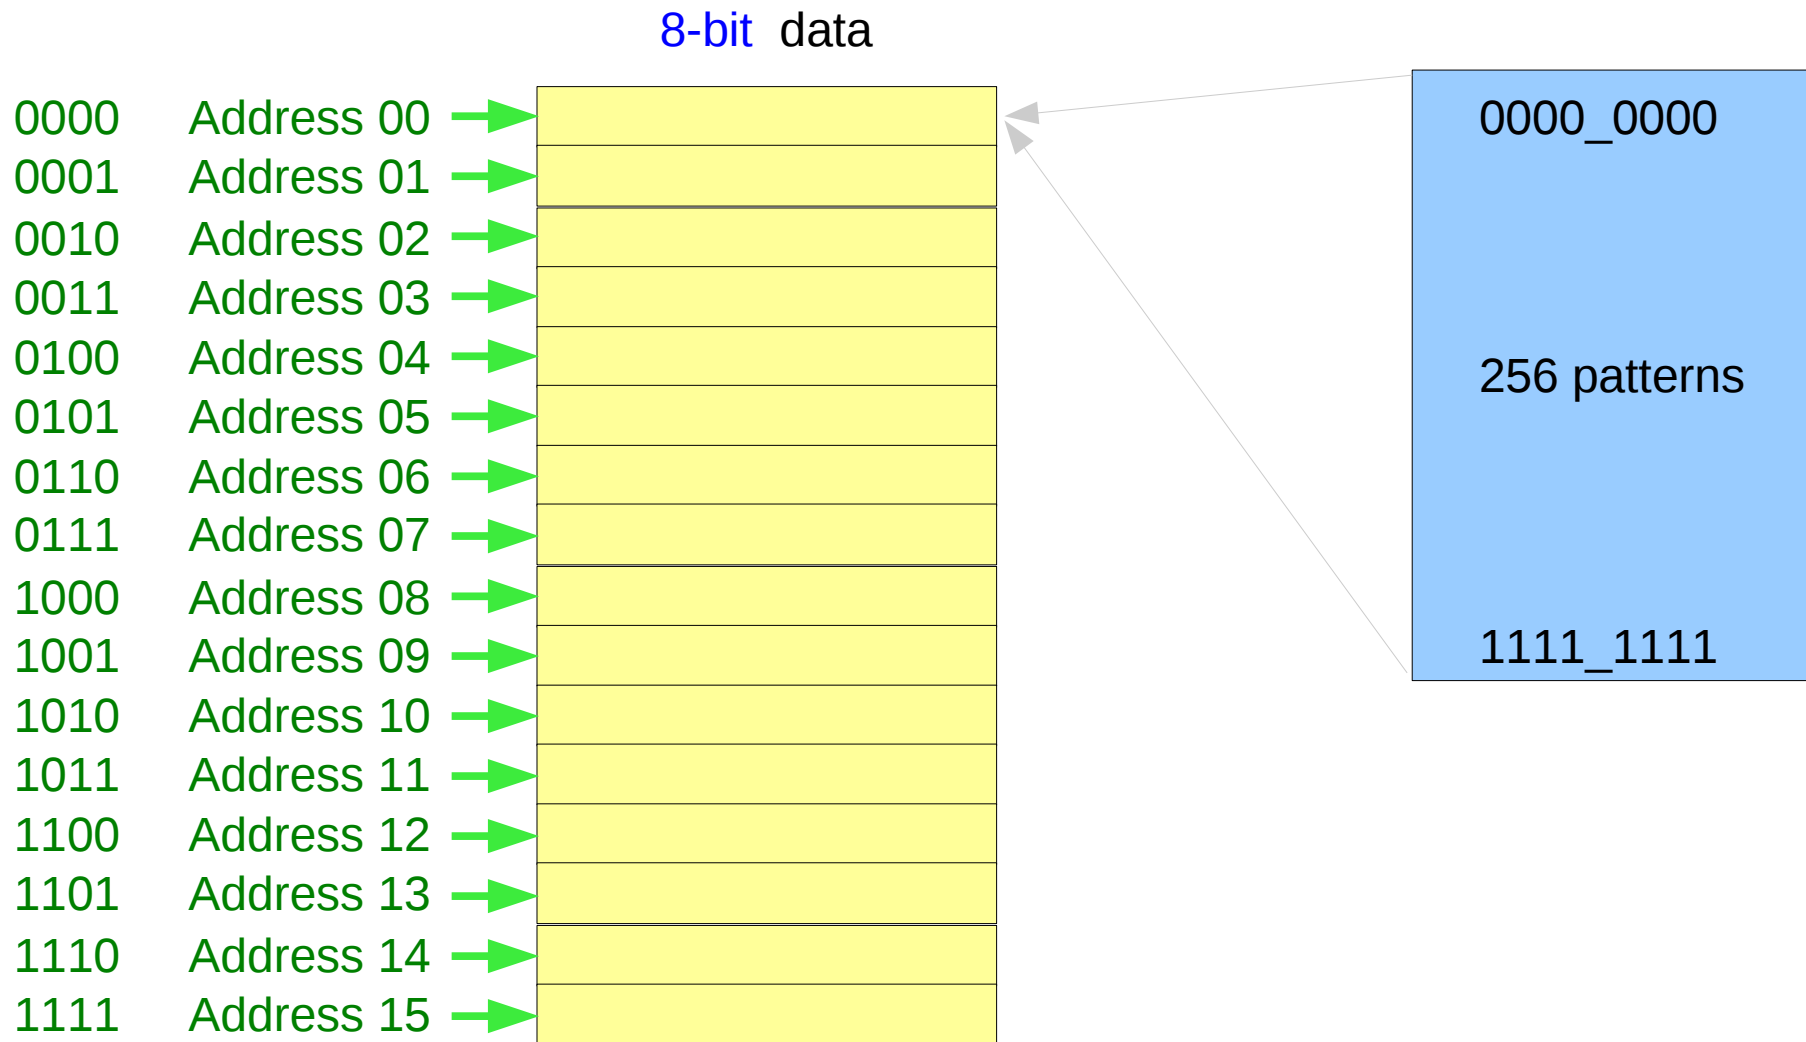 8-bit data
0000 Address 00
0001 Address 01
0010 Address 02
0011 Address 03
0100 Address 04
0101 Address 05
0110 Address 06
0111 Address 07
1000 Address 08
1001 Address 09
1010 Address 10
1011 Address 11
1100 Address 12
1101 Address 13
1110 Address 14
1111 Address 15
0000_0000
256 patterns
1111_1111